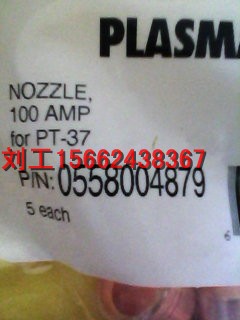 PLASMA
NOZZLE,
100 AMP
for PT-37
刘工15662438367
P/N: 0558004879
5 each